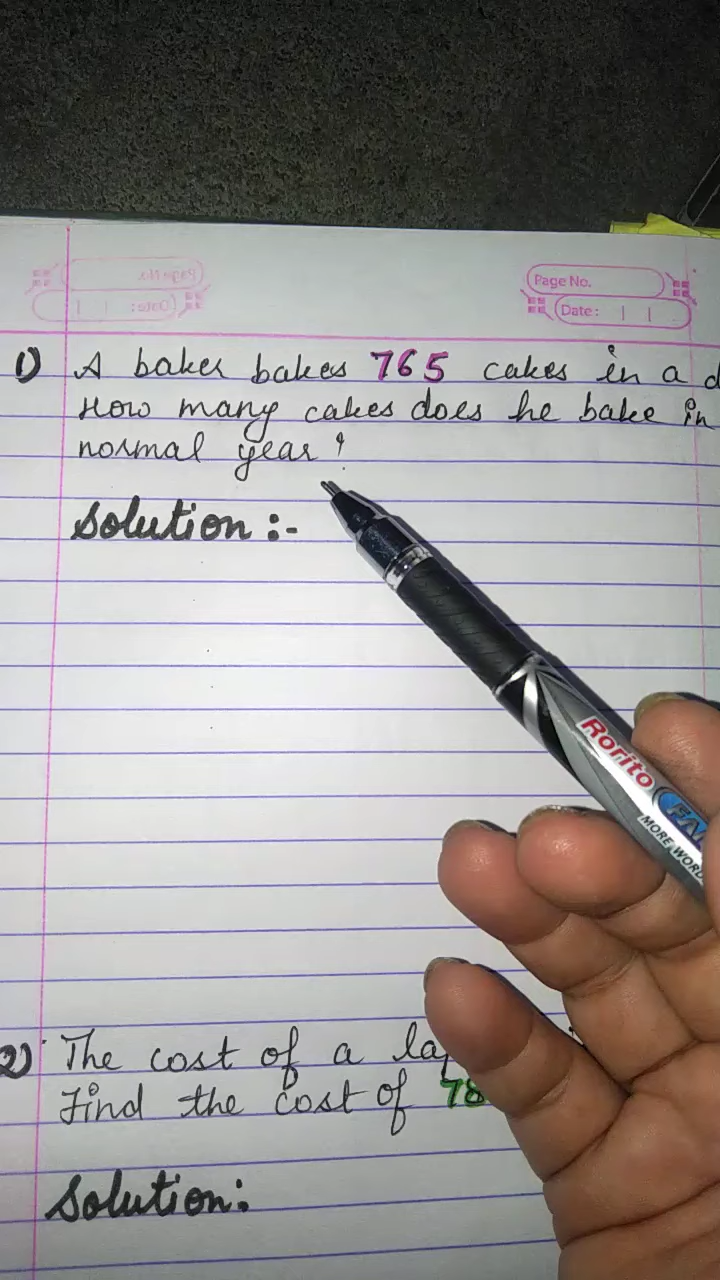 Page No.
Date:
1) A baker bakes 765 cakes in a
How many cakes does he bake in
normal year?
Solution :-
Rorito
MORE WORD
2) The cost of a
Find the cost of 78
Solution: